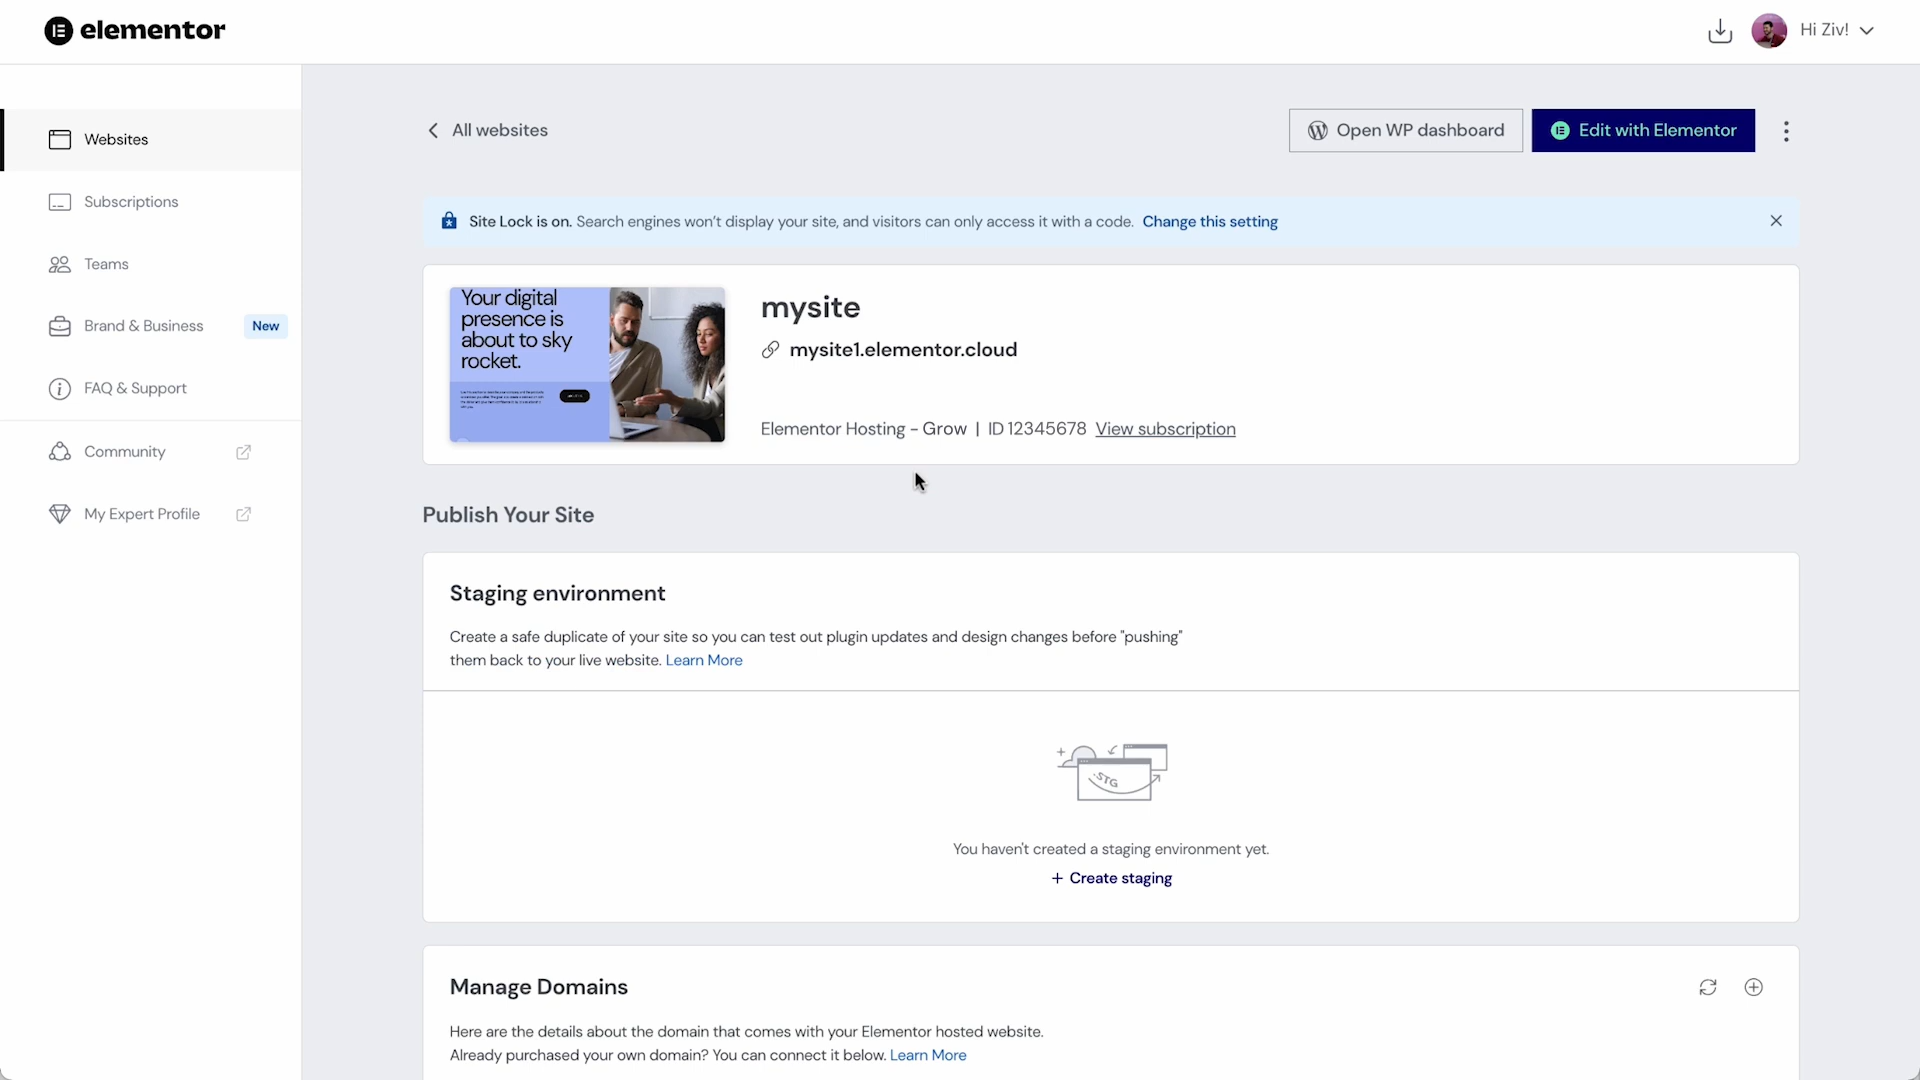 elementor
Hi Ziv!
Websites
Subscriptions
Teams
Brand & Business
New
FAQ & Support
Community
My Expert Profile
All websites
Open WP dashboard
Edit with Elementor
Site Lock is on. Search engines won't display your site, and visitors can only access it with a code. Change this setting
Your digital
presence is
about to sky
rocket.
mysite
mysite1.elementor.cloud
Elementor Hosting - Grow | ID 12345678 View subscription
Publish Your Site
Staging environment
Create a safe duplicate of your site so you can test out plugin updates and design changes before "pushing"
them back to your live website. Learn More
.STG
You haven't created a staging environment yet.
+ Create staging
Manage Domains
Here are the details about the domain that comes with your Elementor hosted website.
Already purchased your own domain? You can connect it below. Learn More